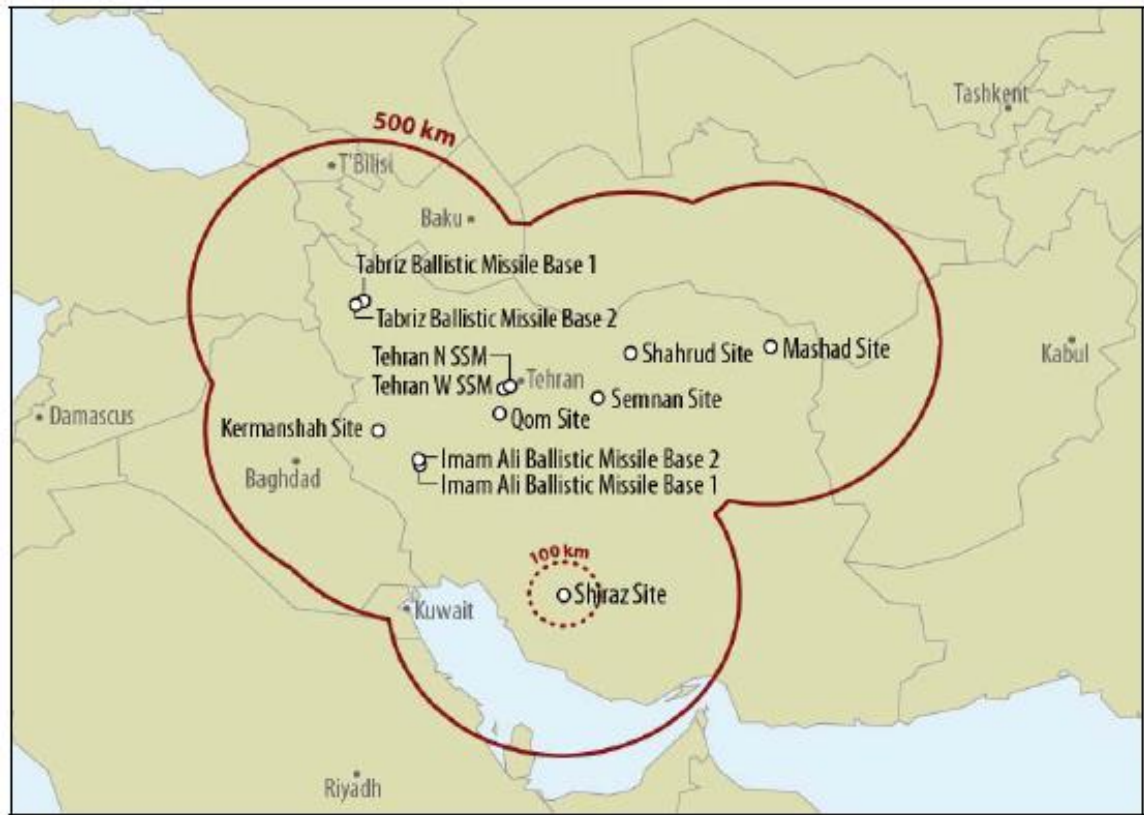 Tashkent
500 km
T'Bilisi
Baku
Tabriz Ballistic Missile Base 1
Tabriz Ballistic Missile Base 2
Tehran N SSM
Tehran W SSM
Tehran
Shahrud Site
Mashad Site
Kabul
Semnan Site
Qom Site
Damascus
Kermanshah Site
Baghdad
Imam Ali Ballistic Missile Base 2
Imam Ali Ballistic Missile Base 1
100 km
Shiraz Site
Kuwait
Riyadh